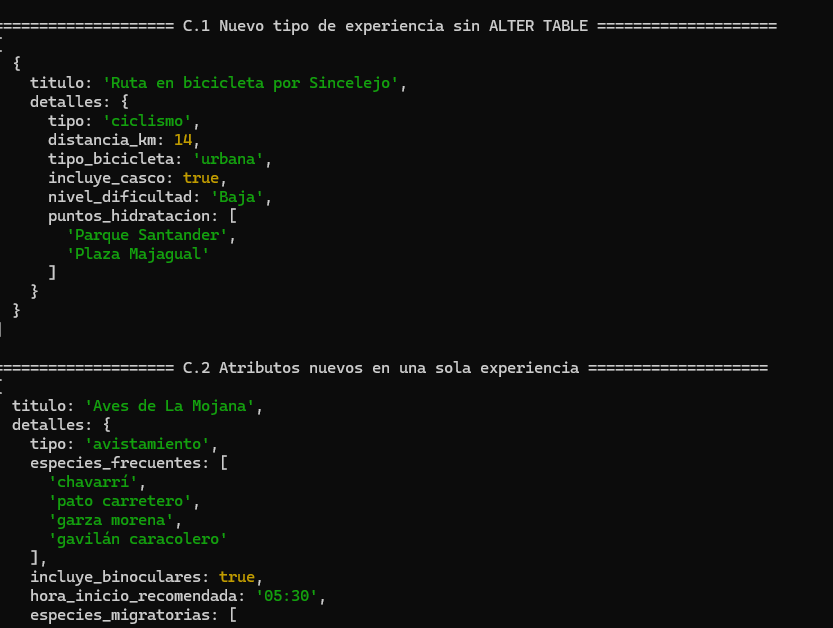 ==================== C.1 Nuevo tipo de experiencia sin ALTER TABLE ====================
[
  {
    titulo: 'Ruta en bicicleta por Sincelejo',
    detalles: {
      tipo: 'ciclismo',
      distancia_km: 14,
      tipo_bicicleta: 'urbana',
      incluye_casco: true,
      nivel_dificultad: 'Baja',
      puntos_hidratacion: [
        'Parque Santander',
        'Plaza Majagual'
      ]
    }
  }
]
==================== C.2 Atributos nuevos en una sola experiencia ====================
{
  titulo: 'Aves de La Mojana',
  detalles: {
    tipo: 'avistamiento',
    especies_frecuentes: [
      'chavarrí',
      'pato carretero',
      'garza morena',
      'gavilán caracolero'
    ],
    incluye_binoculares: true,
    hora_inicio_recomendada: '05:30',
    especies_migratorias: [